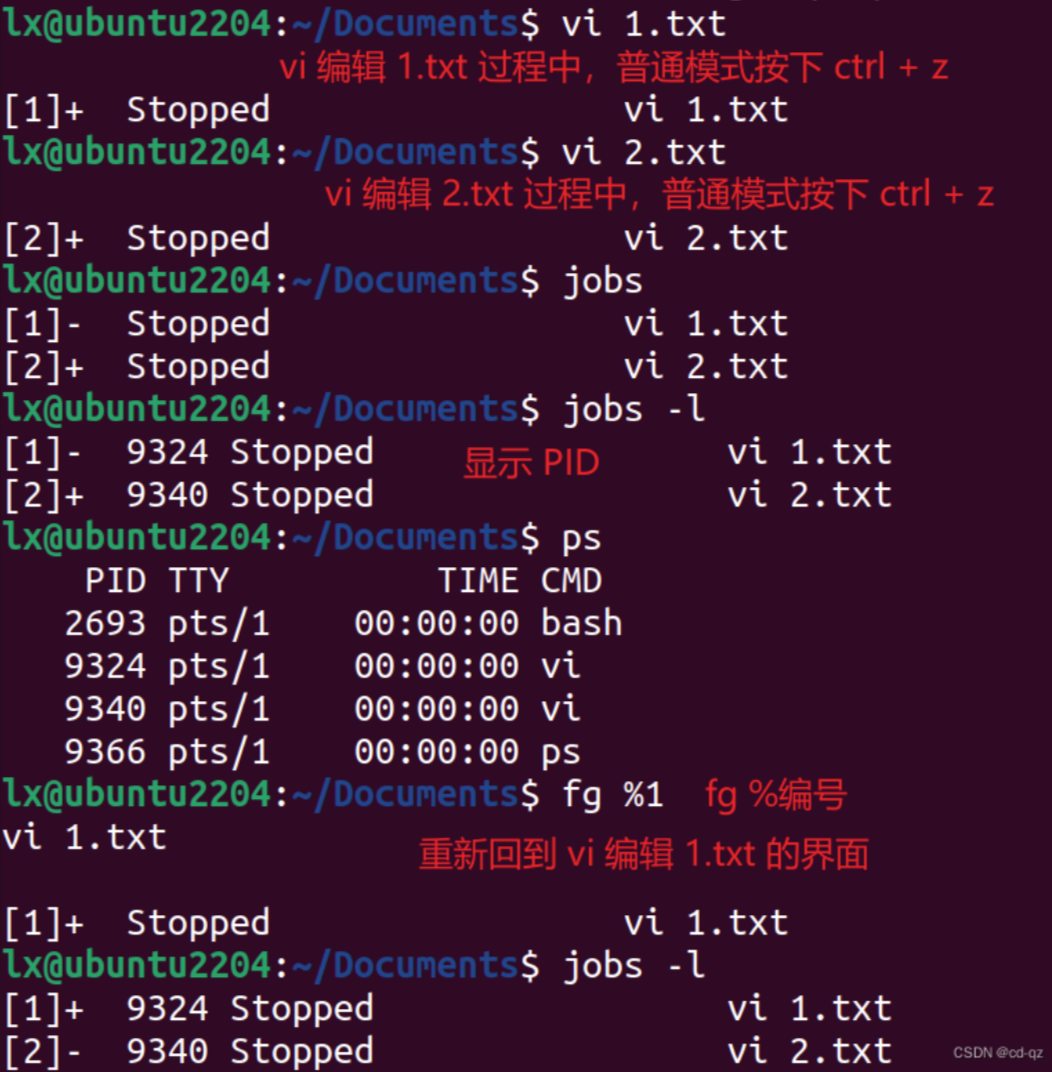 lx@ubuntu2204:~/Documents$ vi 1.txt
vi 编辑 1.txt 过程中，普通模式按下 ctrl + z
[1]+  Stopped                 vi 1.txt
lx@ubuntu2204:~/Documents$ vi 2.txt
vi 编辑 2.txt 过程中，普通模式按下 ctrl + z
[2]+  Stopped                 vi 2.txt
lx@ubuntu2204:~/Documents$ jobs
[1]-  Stopped                 vi 1.txt
[2]+  Stopped                 vi 2.txt
lx@ubuntu2204:~/Documents$ jobs -l
[1]-  9324 Stopped  显示 PID  vi 1.txt
[2]+  9340 Stopped                 vi 2.txt
lx@ubuntu2204:~/Documents$ ps
    PID TTY          TIME CMD
   2693 pts/1    00:00:00 bash
   9324 pts/1    00:00:00 vi
   9340 pts/1    00:00:00 vi
   9366 pts/1    00:00:00 ps
lx@ubuntu2204:~/Documents$ fg %1  fg %编号
vi 1.txt
重新回到 vi 编辑 1.txt 的界面
[1]+  Stopped                 vi 1.txt
lx@ubuntu2204:~/Documents$ jobs -l
[1]+  9324 Stopped                 vi 1.txt
[2]-  9340 Stopped                 vi 2.txt
CSDN @cd-qz